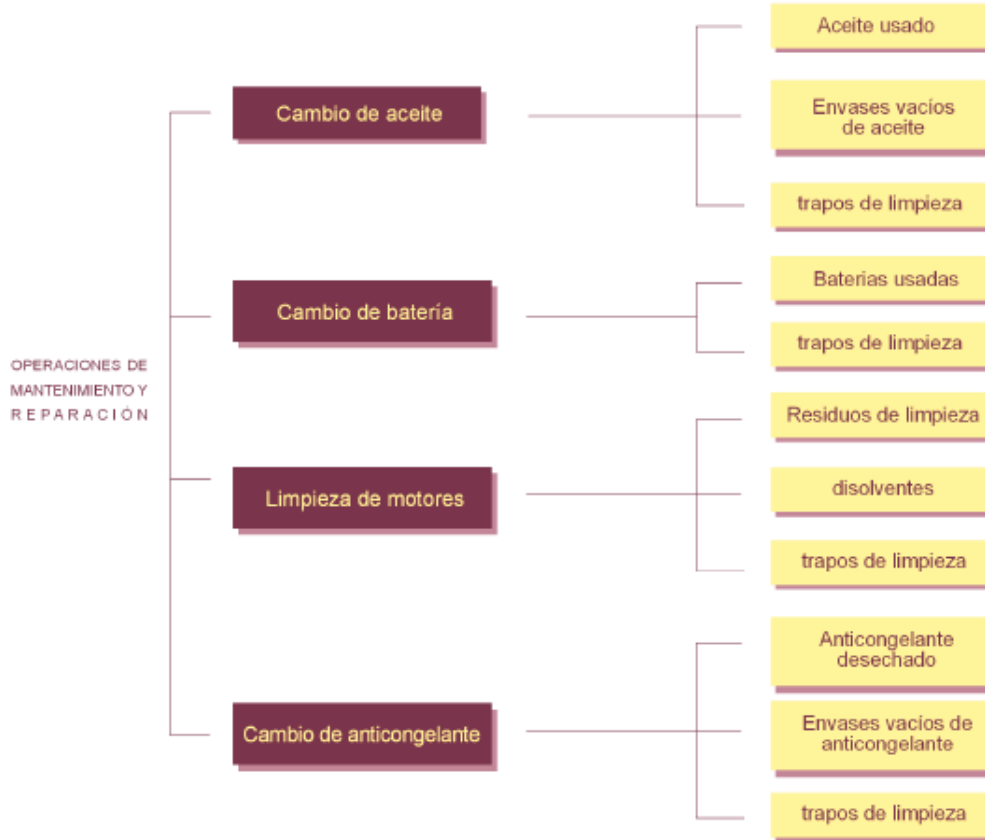 OPERACIONES DE
MANTENIMIENTO Y
REPARACIÓN
Cambio de aceite
Aceite usado
Envases vacíos
de aceite
trapos de limpieza
Cambio de batería
Baterias usadas
trapos de limpieza
Limpieza de motores
Residuos de limpieza
disolventes
trapos de limpieza
Cambio de anticongelante
Anticongelante
desechado
Envases vacíos de
anticongelante
trapos de limpieza